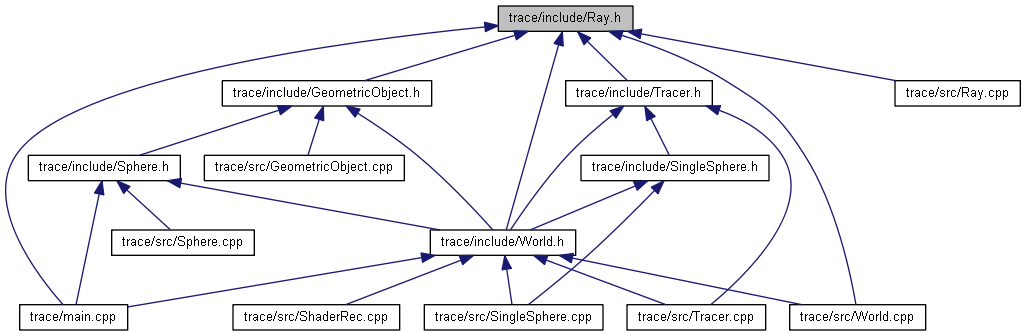 trace/include/Ray.h
trace/include/GeometricObject.h
trace/include/Tracer.h
trace/src/Ray.cpp
trace/include/Sphere.h
trace/src/GeometricObject.cpp
trace/include/SingleSphere.h
trace/src/Sphere.cpp
trace/include/World.h
trace/main.cpp
trace/src/ShaderRec.cpp
trace/src/SingleSphere.cpp
trace/src/Tracer.cpp
trace/src/World.cpp